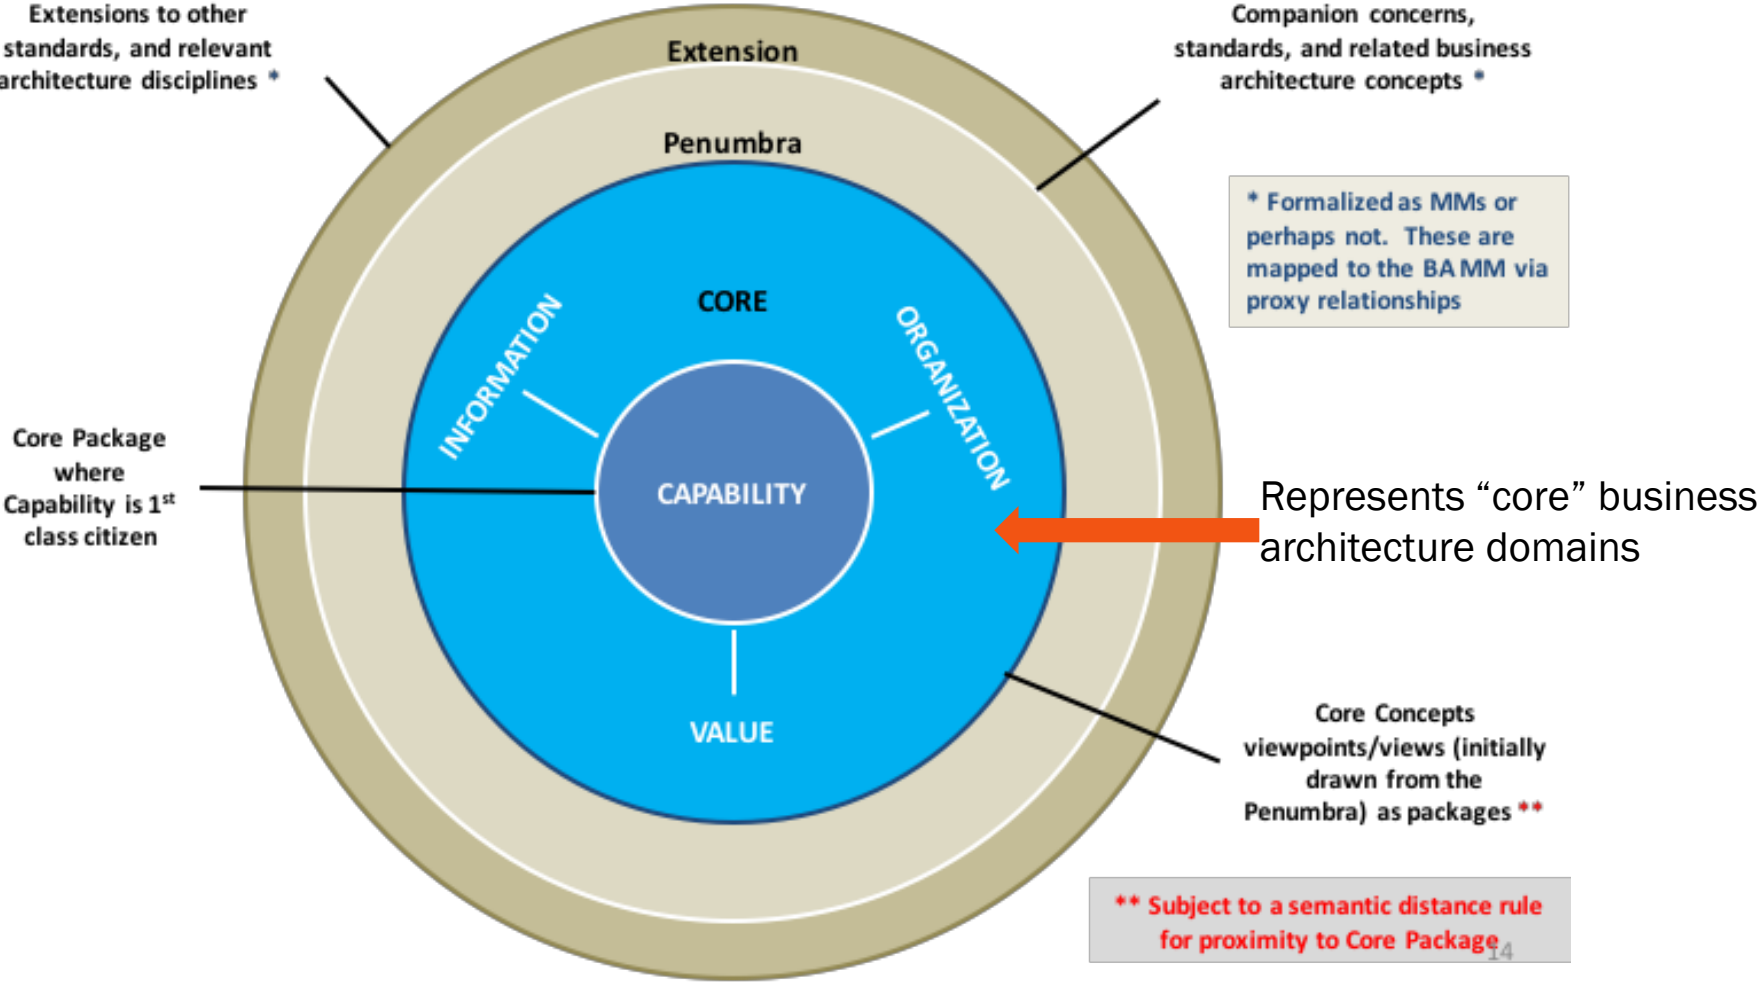 Extensions to other
standards, and relevant
architecture disciplines *
Extension
Companion concerns,
standards, and related business
architecture concepts *
Penumbra
* Formalized as MMs or
perhaps not. These are
mapped to the BA MM via
proxy relationships
CORE
INFORMATION
ORGANIZATION
Core Package
where
Capability is 1st
class citizen
CAPABILITY
Represents “core” business
architecture domains
VALUE
Core Concepts
viewpoints/views (initially
drawn from the
Penumbra) as packages **
** Subject to a semantic distance rule
for proximity to Core Package
14